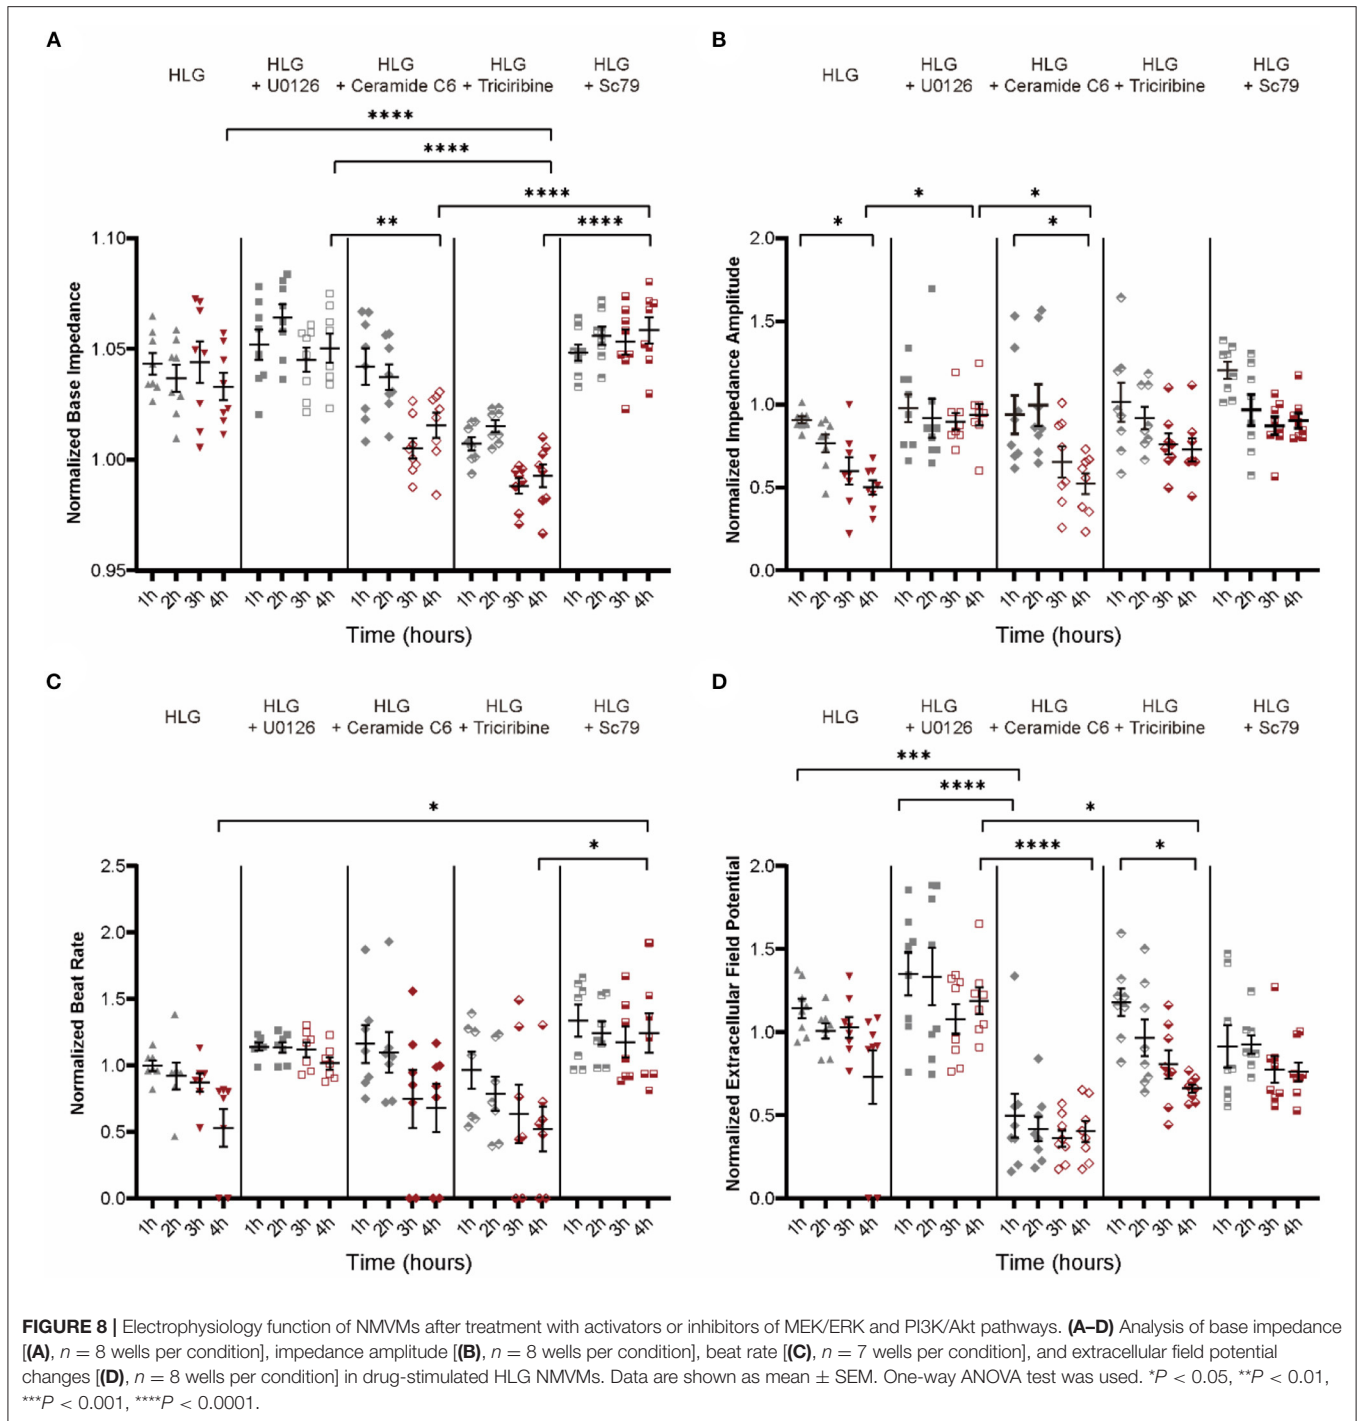 A
HLG
HLG
+ U0126
HLG
+ Ceramide C6
HLG
+ Triciribine
HLG
+ Sc79
****
****
****
**
****
Normalized Base Impedance
1.10
1.05
1.00
0.95
1h 2h 3h 4h 1h 2h 3h 4h 1h 2h 3h 4h 1h 2h 3h 4h 1h 2h 3h 4h
Time (hours)
B
HLG
HLG
+ U0126
HLG
+ Ceramide C6
HLG
+ Triciribine
HLG
+ Sc79
*
*
*
*
Normalized Impedance Amplitude
2.0
1.5
1.0
0.5
0.0
1h 2h 3h 4h 1h 2h 3h 4h 1h 2h 3h 4h 1h 2h 3h 4h 1h 2h 3h 4h
Time (hours)
C
HLG
HLG
+ U0126
HLG
+ Ceramide C6
HLG
+ Triciribine
HLG
+ Sc79
*
*
Normalized Beat Rate
2.5
2.0
1.5
1.0
0.5
0.0
1h 2h 3h 4h 1h 2h 3h 4h 1h 2h 3h 4h 1h 2h 3h 4h 1h 2h 3h 4h
Time (hours)
D
HLG
HLG
+ U0126
HLG
+ Ceramide C6
HLG
+ Triciribine
HLG
+ Sc79
***
****
*
****
*
Normalized Extracellular Field Potential
2.0
1.5
1.0
0.5
0.0
1h 2h 3h 4h 1h 2h 3h 4h 1h 2h 3h 4h 1h 2h 3h 4h 1h 2h 3h 4h
Time (hours)
FIGURE 8 | Electrophysiology function of NMVMs after treatment with activators or inhibitors of MEK/ERK and PI3K/Akt pathways. (A–D) Analysis of base impedance
[(A), n = 8 wells per condition], impedance amplitude [(B), n = 8 wells per condition], beat rate [(C), n = 7 wells per condition], and extracellular field potential
changes [(D), n = 8 wells per condition] in drug-stimulated HLG NMVMs. Data are shown as mean ± SEM. One-way ANOVA test was used. *P < 0.05, **P < 0.01,
***P < 0.001, ****P < 0.0001.